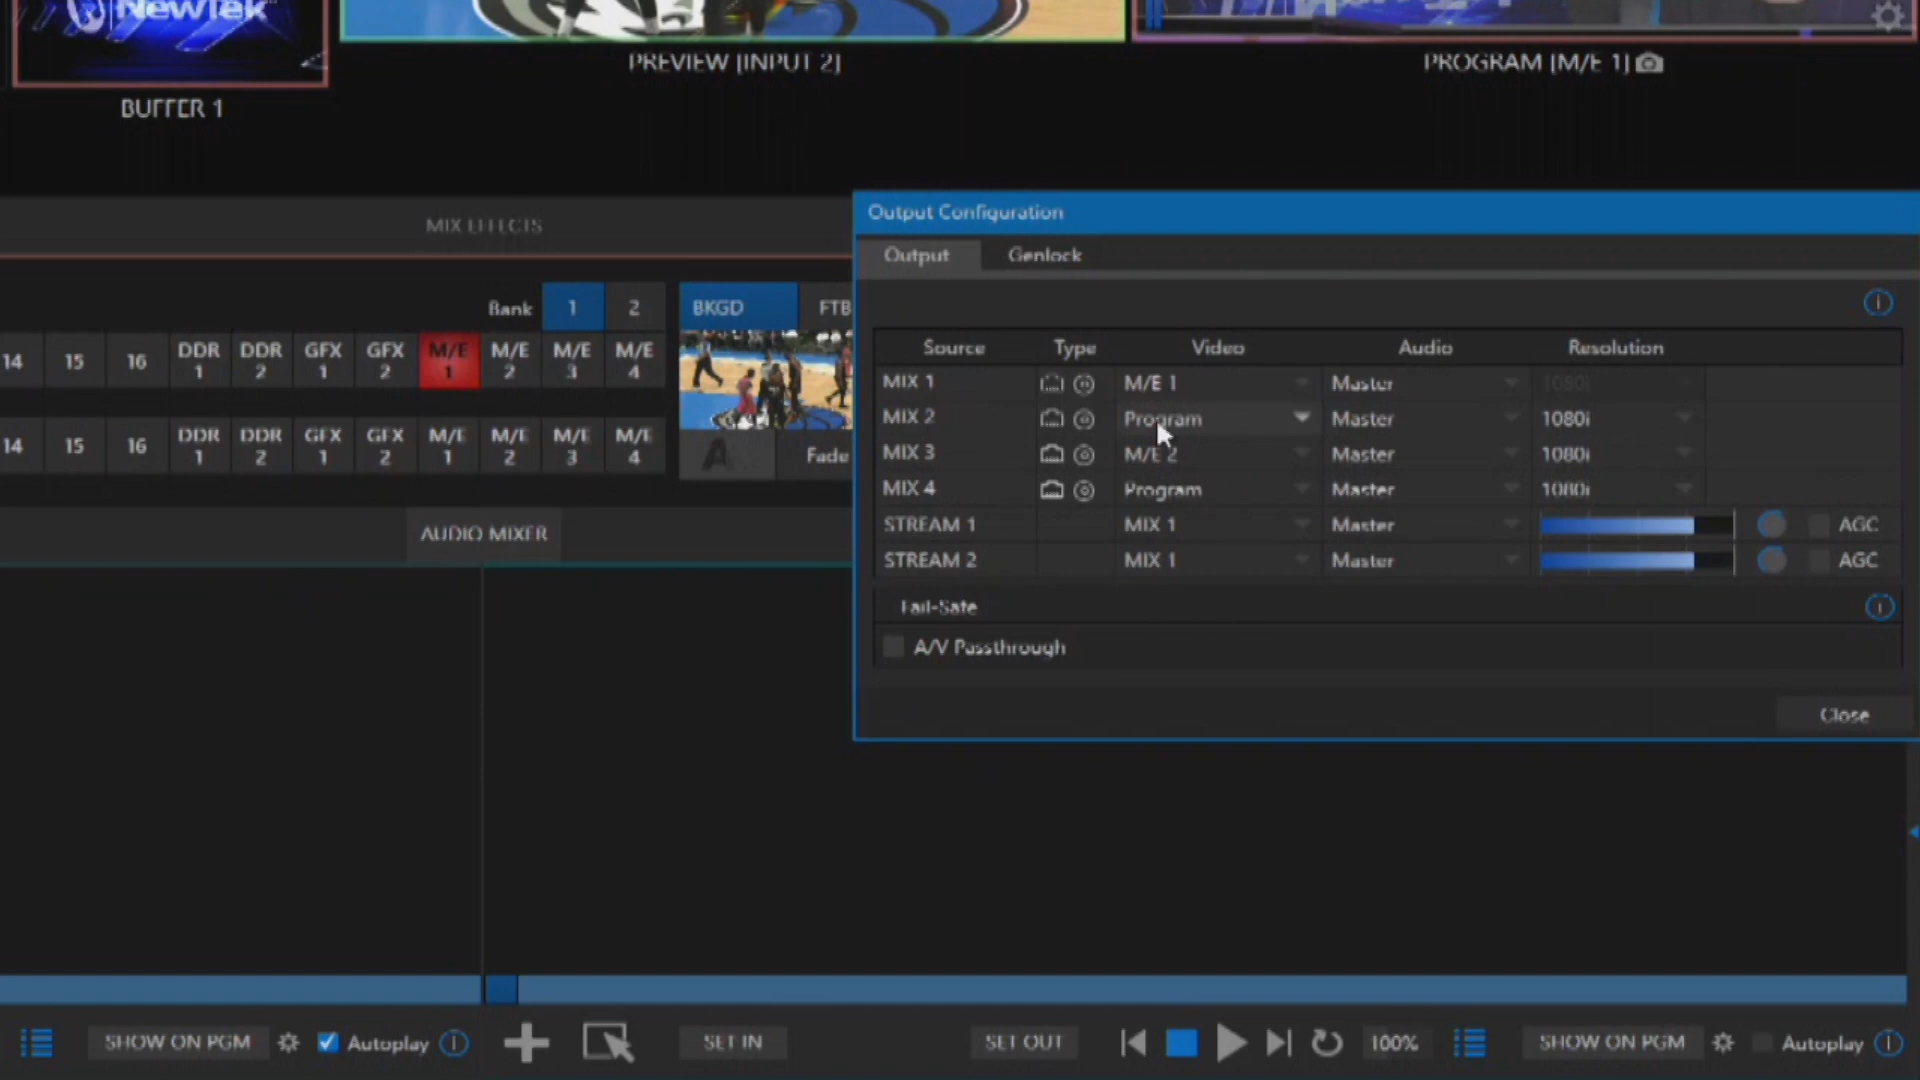 NewTek
PREVIEW [INPUT 2]
PROGRAM [M/E 1]
BUFFER 1
MIX EFFECTS
Output Configuration
Output Genlock
Bank 1 2 BKGD FTB
Source Type Video Audio Resolution
14 15 16 DDR 1 DDR 2 GFX 1 GFX 2 M/E 1 M/E 2 M/E 3 M/E 4
MIX 1 M/E 1 Master 1080i
MIX 2 Program Master 1080i
MIX 3 M/E 2 Master 1080i
14 15 16 DDR 1 DDR 2 GFX 1 GFX 2 M/E 1 M/E 2 M/E 3 M/E 4
A Fade
MIX 4 Program Master 1080i
STREAM 1 MIX 1 Master AGC
STREAM 2 MIX 1 Master AGC
AUDIO MIXER
Fail-Safe
A/V Passthrough
Close
SHOW ON PGM Autoplay SET IN SET OUT 100% SHOW ON PGM Autoplay